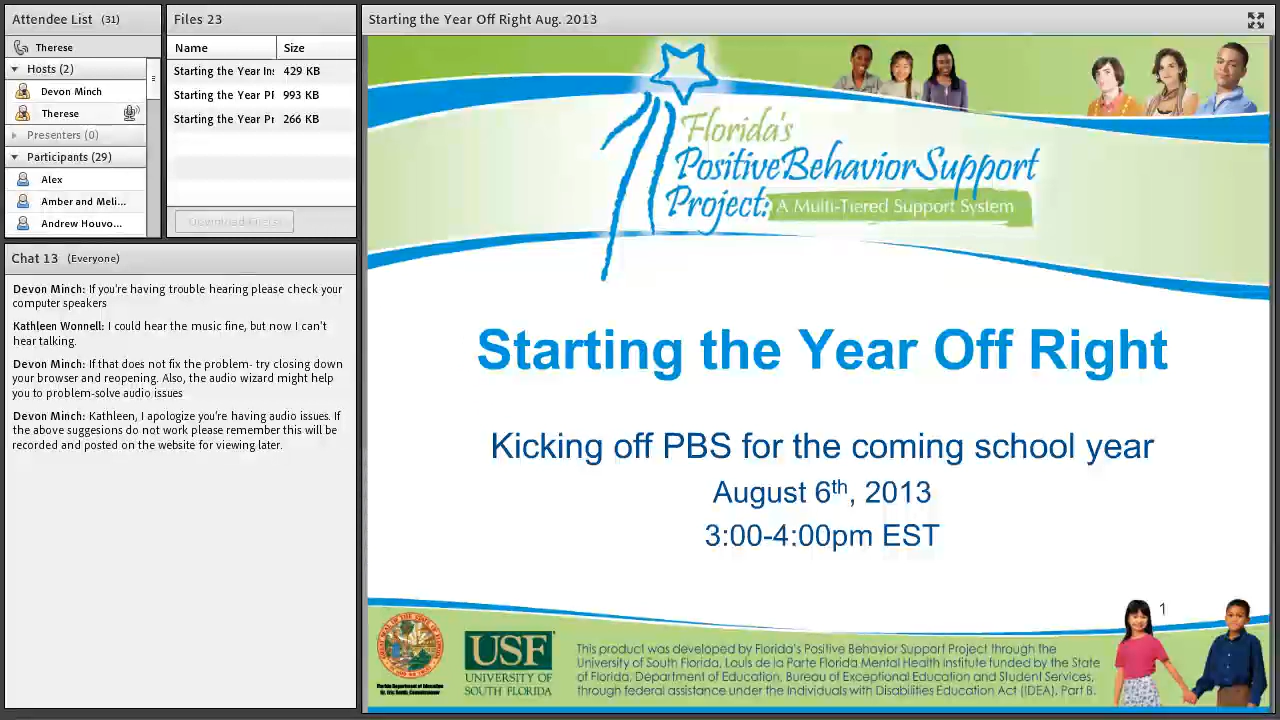 Attendee List (31)
Therese
Hosts (2)
Devon Minch
Therese
Presenters (0)
Participants (29)
Alex
Amber and Meli...
Andrew Houvo...
Files 23
Name Size
Starting the Year In: 429 KB
Starting the Year PI 993 KB
Starting the Year Pr 266 KB
Chat 13 (Everyone)
Devon Minch: If you're having trouble hearing please check your
computer speakers
Kathleen Wonnell: I could hear the music fine, but now I can't
hear talking.
Devon Minch: If that does not fix the problem- try closing down
your browser and reopening. Also, the audio wizard might help
you to problem-solve audio issues
Devon Minch: Kathleen, I apologize you're having audio issues. If
the above suggesions do not work please remember this will be
recorded and posted on the website for viewing later.
Starting the Year Off Right Aug. 2013
Florida's
Positive Behavior Support
Project: A Multi-Tiered Support System
Starting the Year Off Right
Kicking off PBS for the coming school year
August 6th, 2013
3:00-4:00pm EST
1
Florida Department of Education
USF
UNIVERSITY OF
SOUTH FLORIDA
This product was developed by Florida's Positive Behavior Support Project through the
University of South Florida, Louis de la Parte Florida Mental Health Institute funded by the State
of Florida, Department of Education, Bureau of Exceptional Education and Student Services,
through federal assistance under the Individuals with Disabilities Education Act (IDEA), Part B.